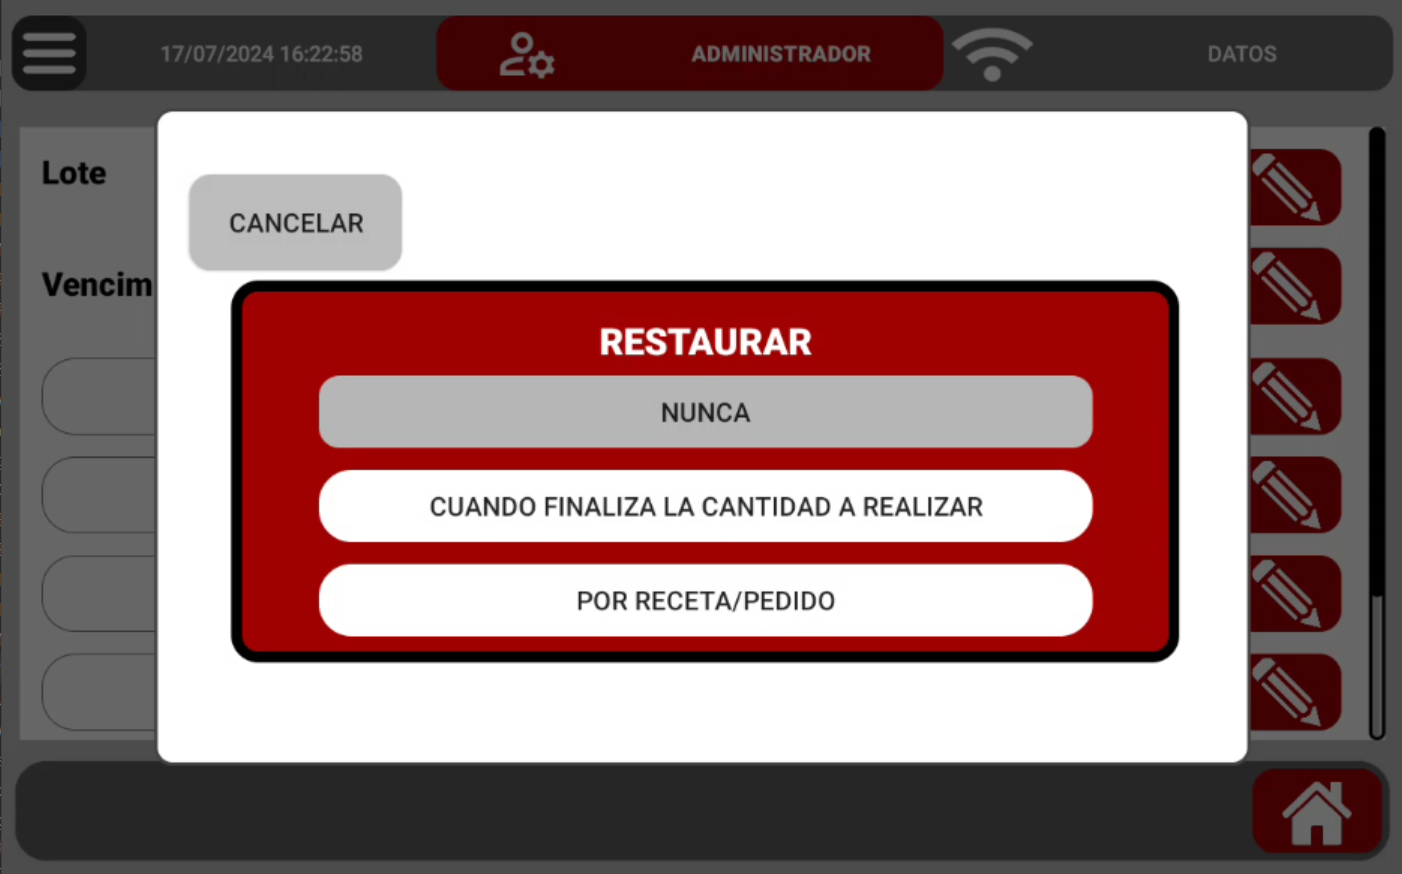 17/07/2024 16:22:58
ADMINISTRADOR
DATOS
Lote
CANCELAR
Vencim
RESTAURAR
NUNCA
CUANDO FINALIZA LA CANTIDAD A REALIZAR
POR RECETA/PEDIDO